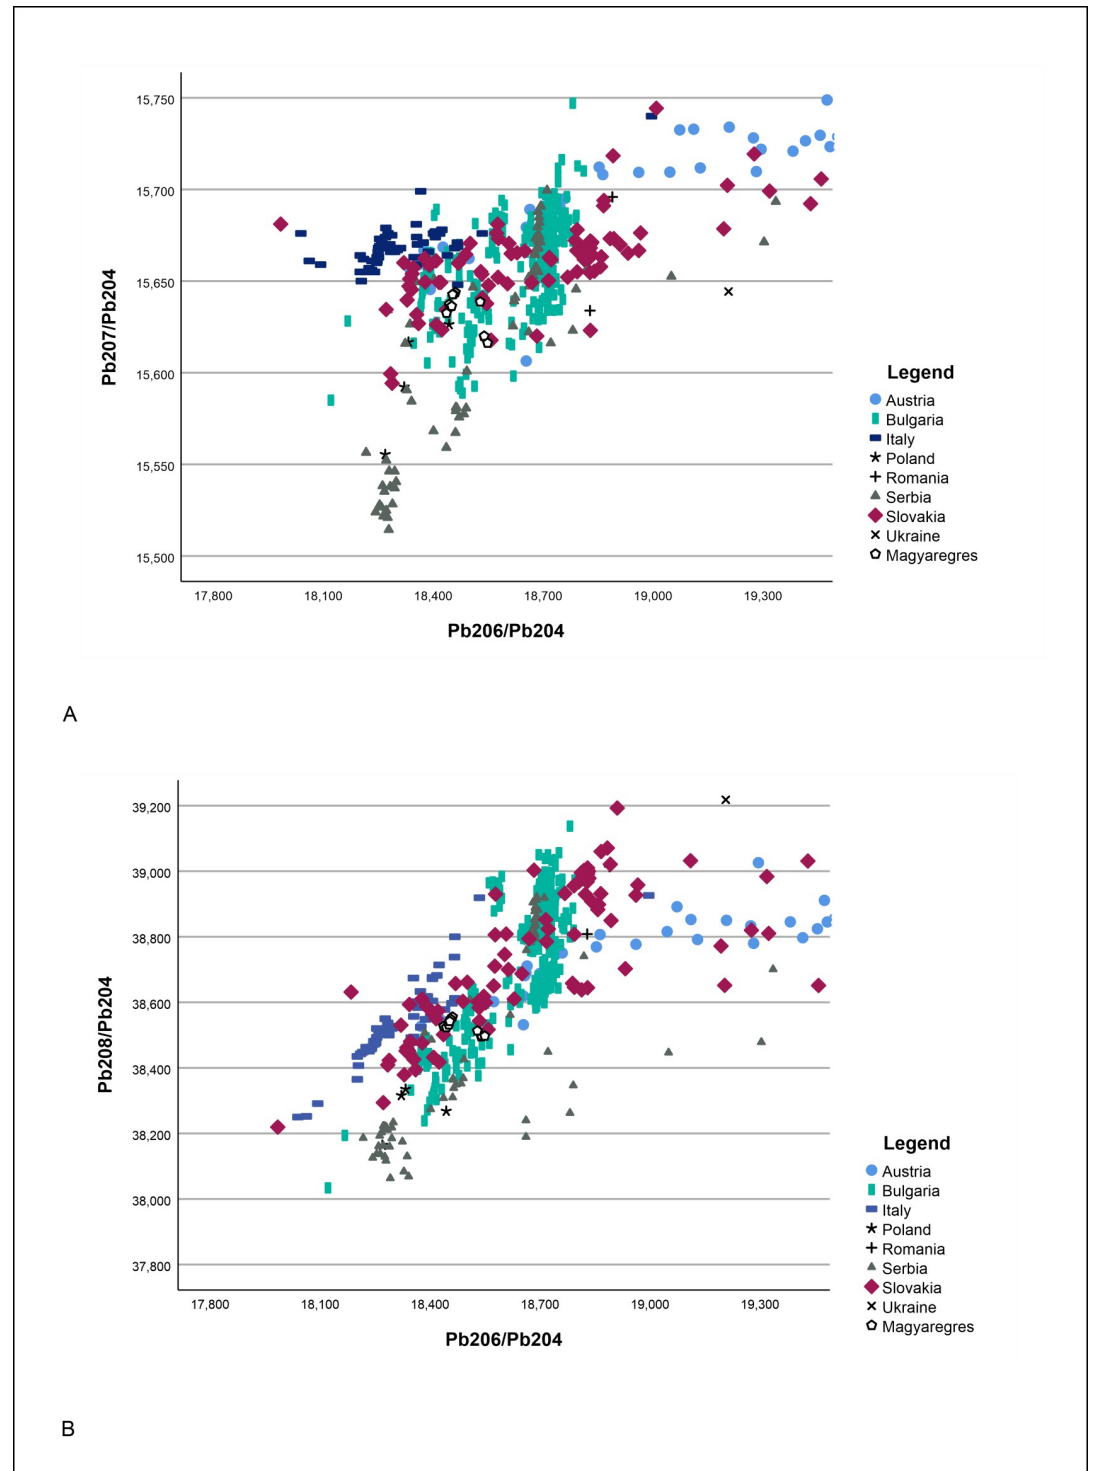 15,750
15,700
15,650
15,600
15,550
15,500
Pb207/Pb204
17,800 18,100 18,400 18,700 19,000 19,300
Pb206/Pb204
Legend
Austria
Bulgaria
Italy
Poland
Romania
Serbia
Slovakia
Ukraine
Magyaregres
A
39,200
39,000
38,800
38,600
38,400
38,200
38,000
37,800
Pb208/Pb204
17,800 18,100 18,400 18,700 19,000 19,300
Pb206/Pb204
Legend
Austria
Bulgaria
Italy
Poland
Romania
Serbia
Slovakia
Ukraine
Magyaregres
B